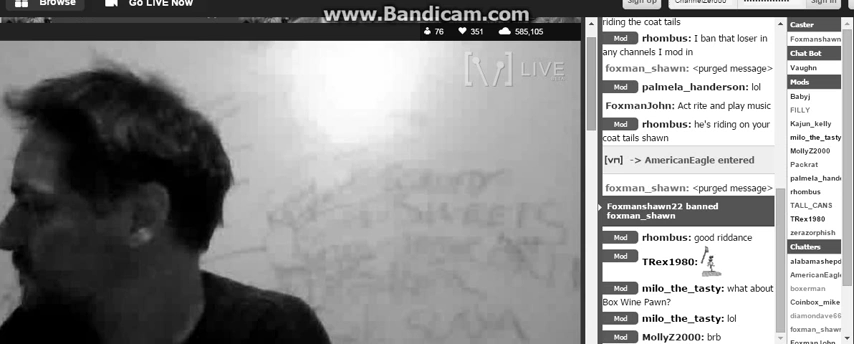 www.Bandicam.com
Browse
Go LIVE Now
Sign Up
Sign In
76 351 585,105
LIVE
riding the coat tails
Mod rhombus: I ban that loser in
any channels I mod in
foxman_shawn: <purged message>
Mod palmela_handerson: lol
FoxmanJohn: Act rite and play music
Mod rhombus: he's riding on your
coat tails shawn
[vn] -> AmericanEagle entered
foxman_shawn: <purged message>
Foxmanshawn22 banned
foxman_shawn
Mod rhombus: good riddance
Mod TRex1980:
Mod milo_the_tasty: what about
Box Wine Pawn?
Mod milo_the_tasty: lol
Mod MollyZ2000: brb
Caster
Foxmanshawn
Chat Bot
Vaughn
Mods
Babyj
FILLY
Kajun_kelly
milo_the_tasty
MollyZ2000
Packrat
palmela_hande
rhombus
TALL_CANS
TRex1980
zerazorphish
Chatters
alabamashepd
AmericanEagle
boxerman
Coinbox_mike
diamondave66
foxman_shawn
FoxmanJohn